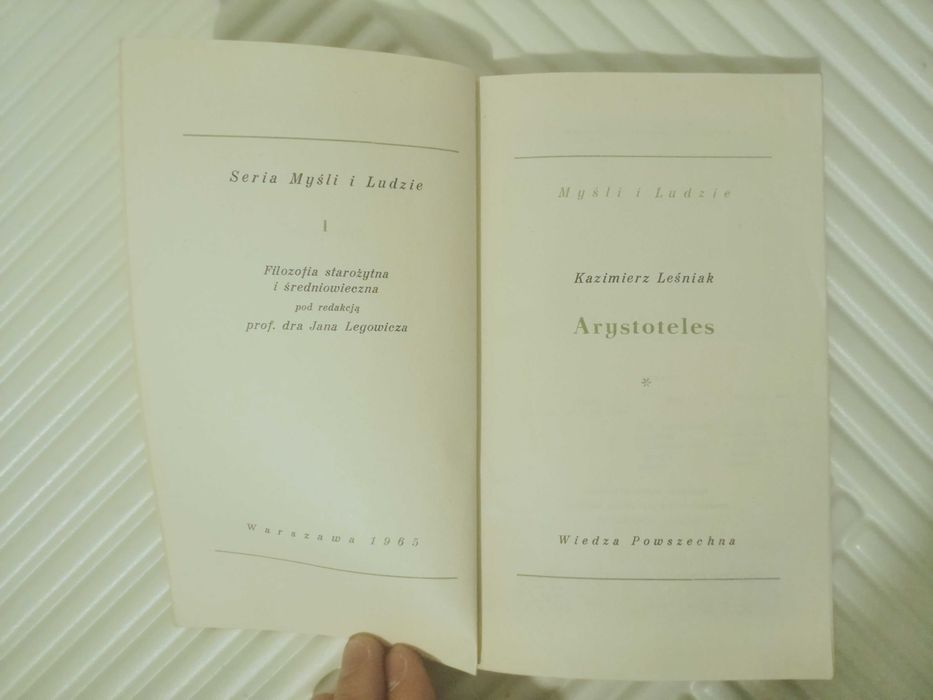 Seria Myśli i Ludzie
I
Filozofia starożytna
i średniowieczna
pod redakcją
prof. dra Jana Legowicza
Warszawa 1965
Myśli i Ludzie
Kazimierz Leśniak
Arystoteles
*
Wiedza Powszechna